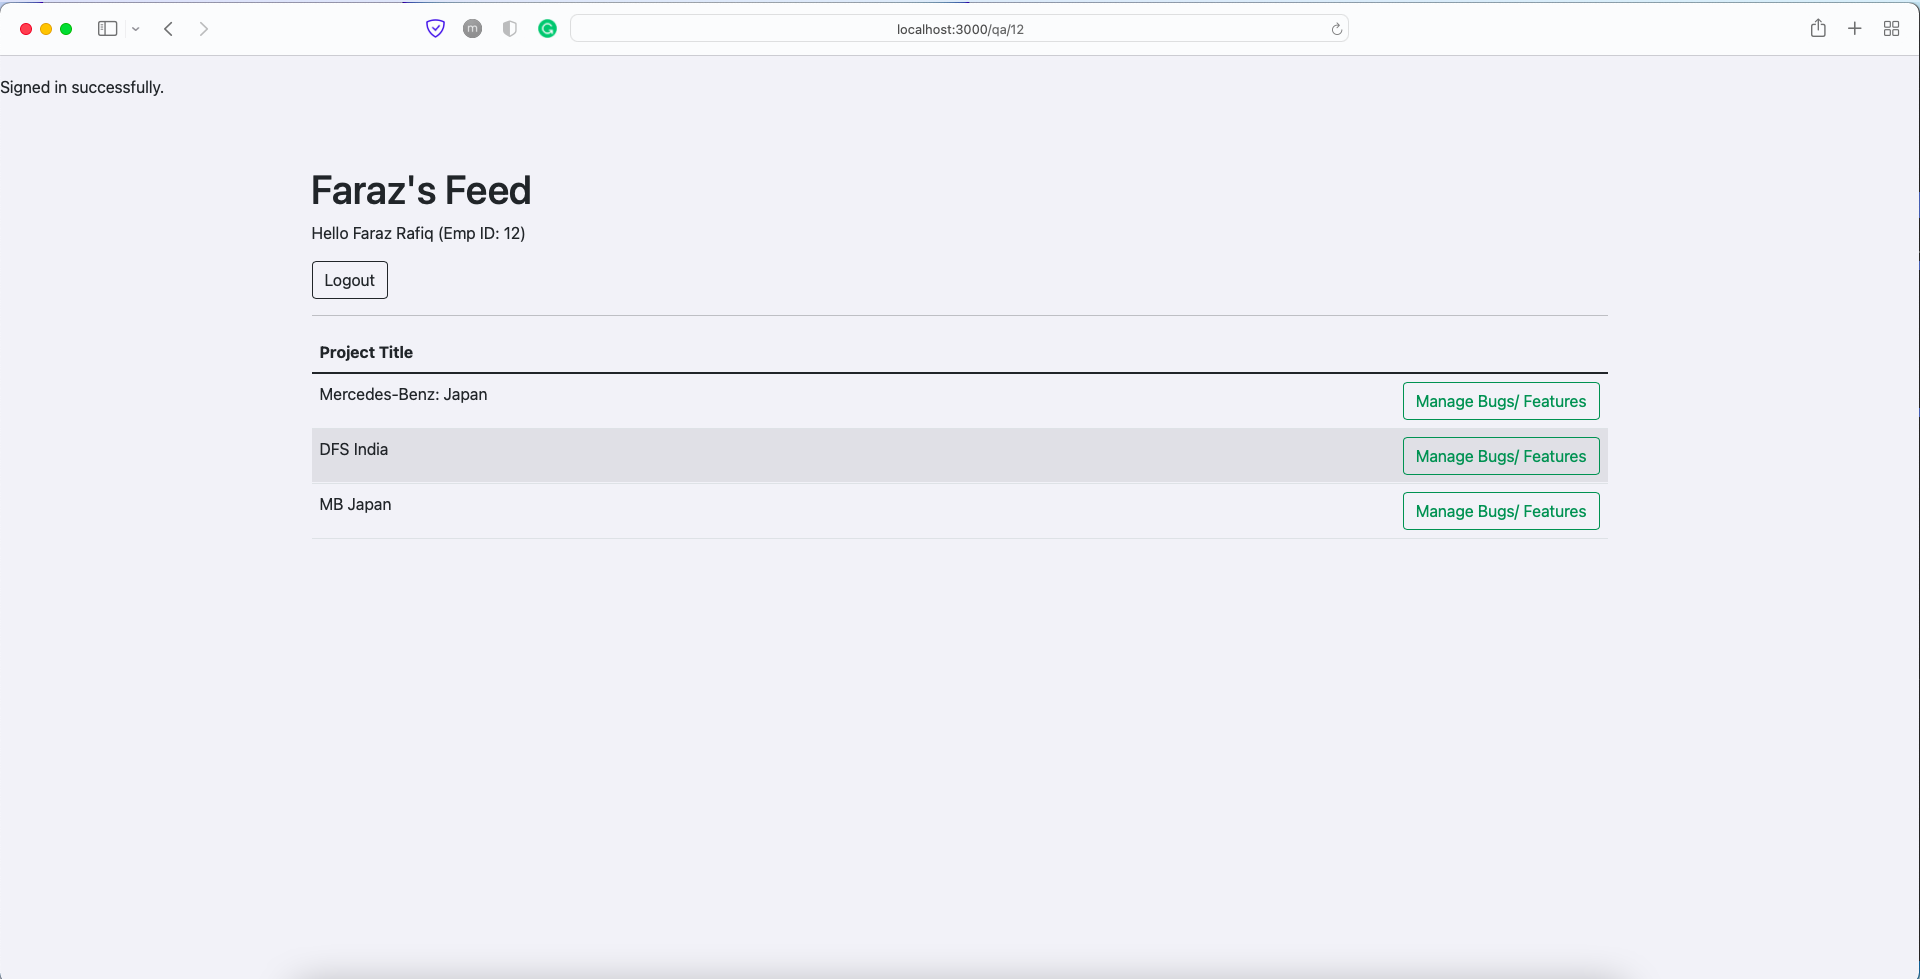 m
localhost:3000/qa/12
Signed in successfully.
Faraz's Feed
Hello Faraz Rafiq (Emp ID: 12)
Logout
Project Title
Mercedes-Benz: Japan
Manage Bugs/ Features
DFS India
Manage Bugs/ Features
MB Japan
Manage Bugs/ Features